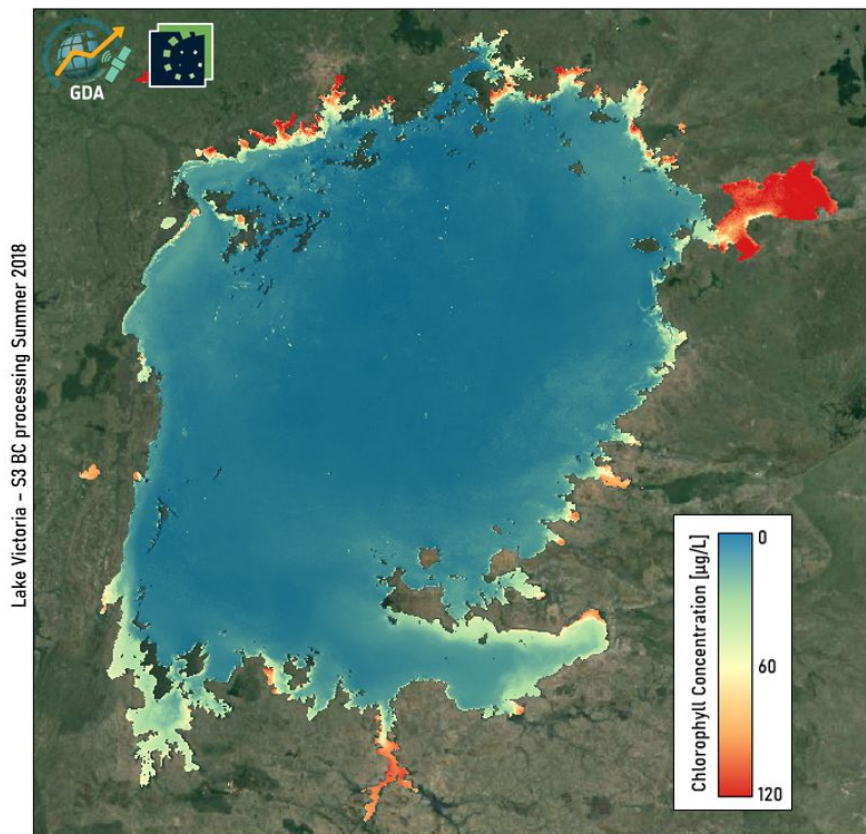 GDA
Lake Victoria – S3 BC processing Summer 2018
Chlorophyll Concentration [µg/L]
0
60
120